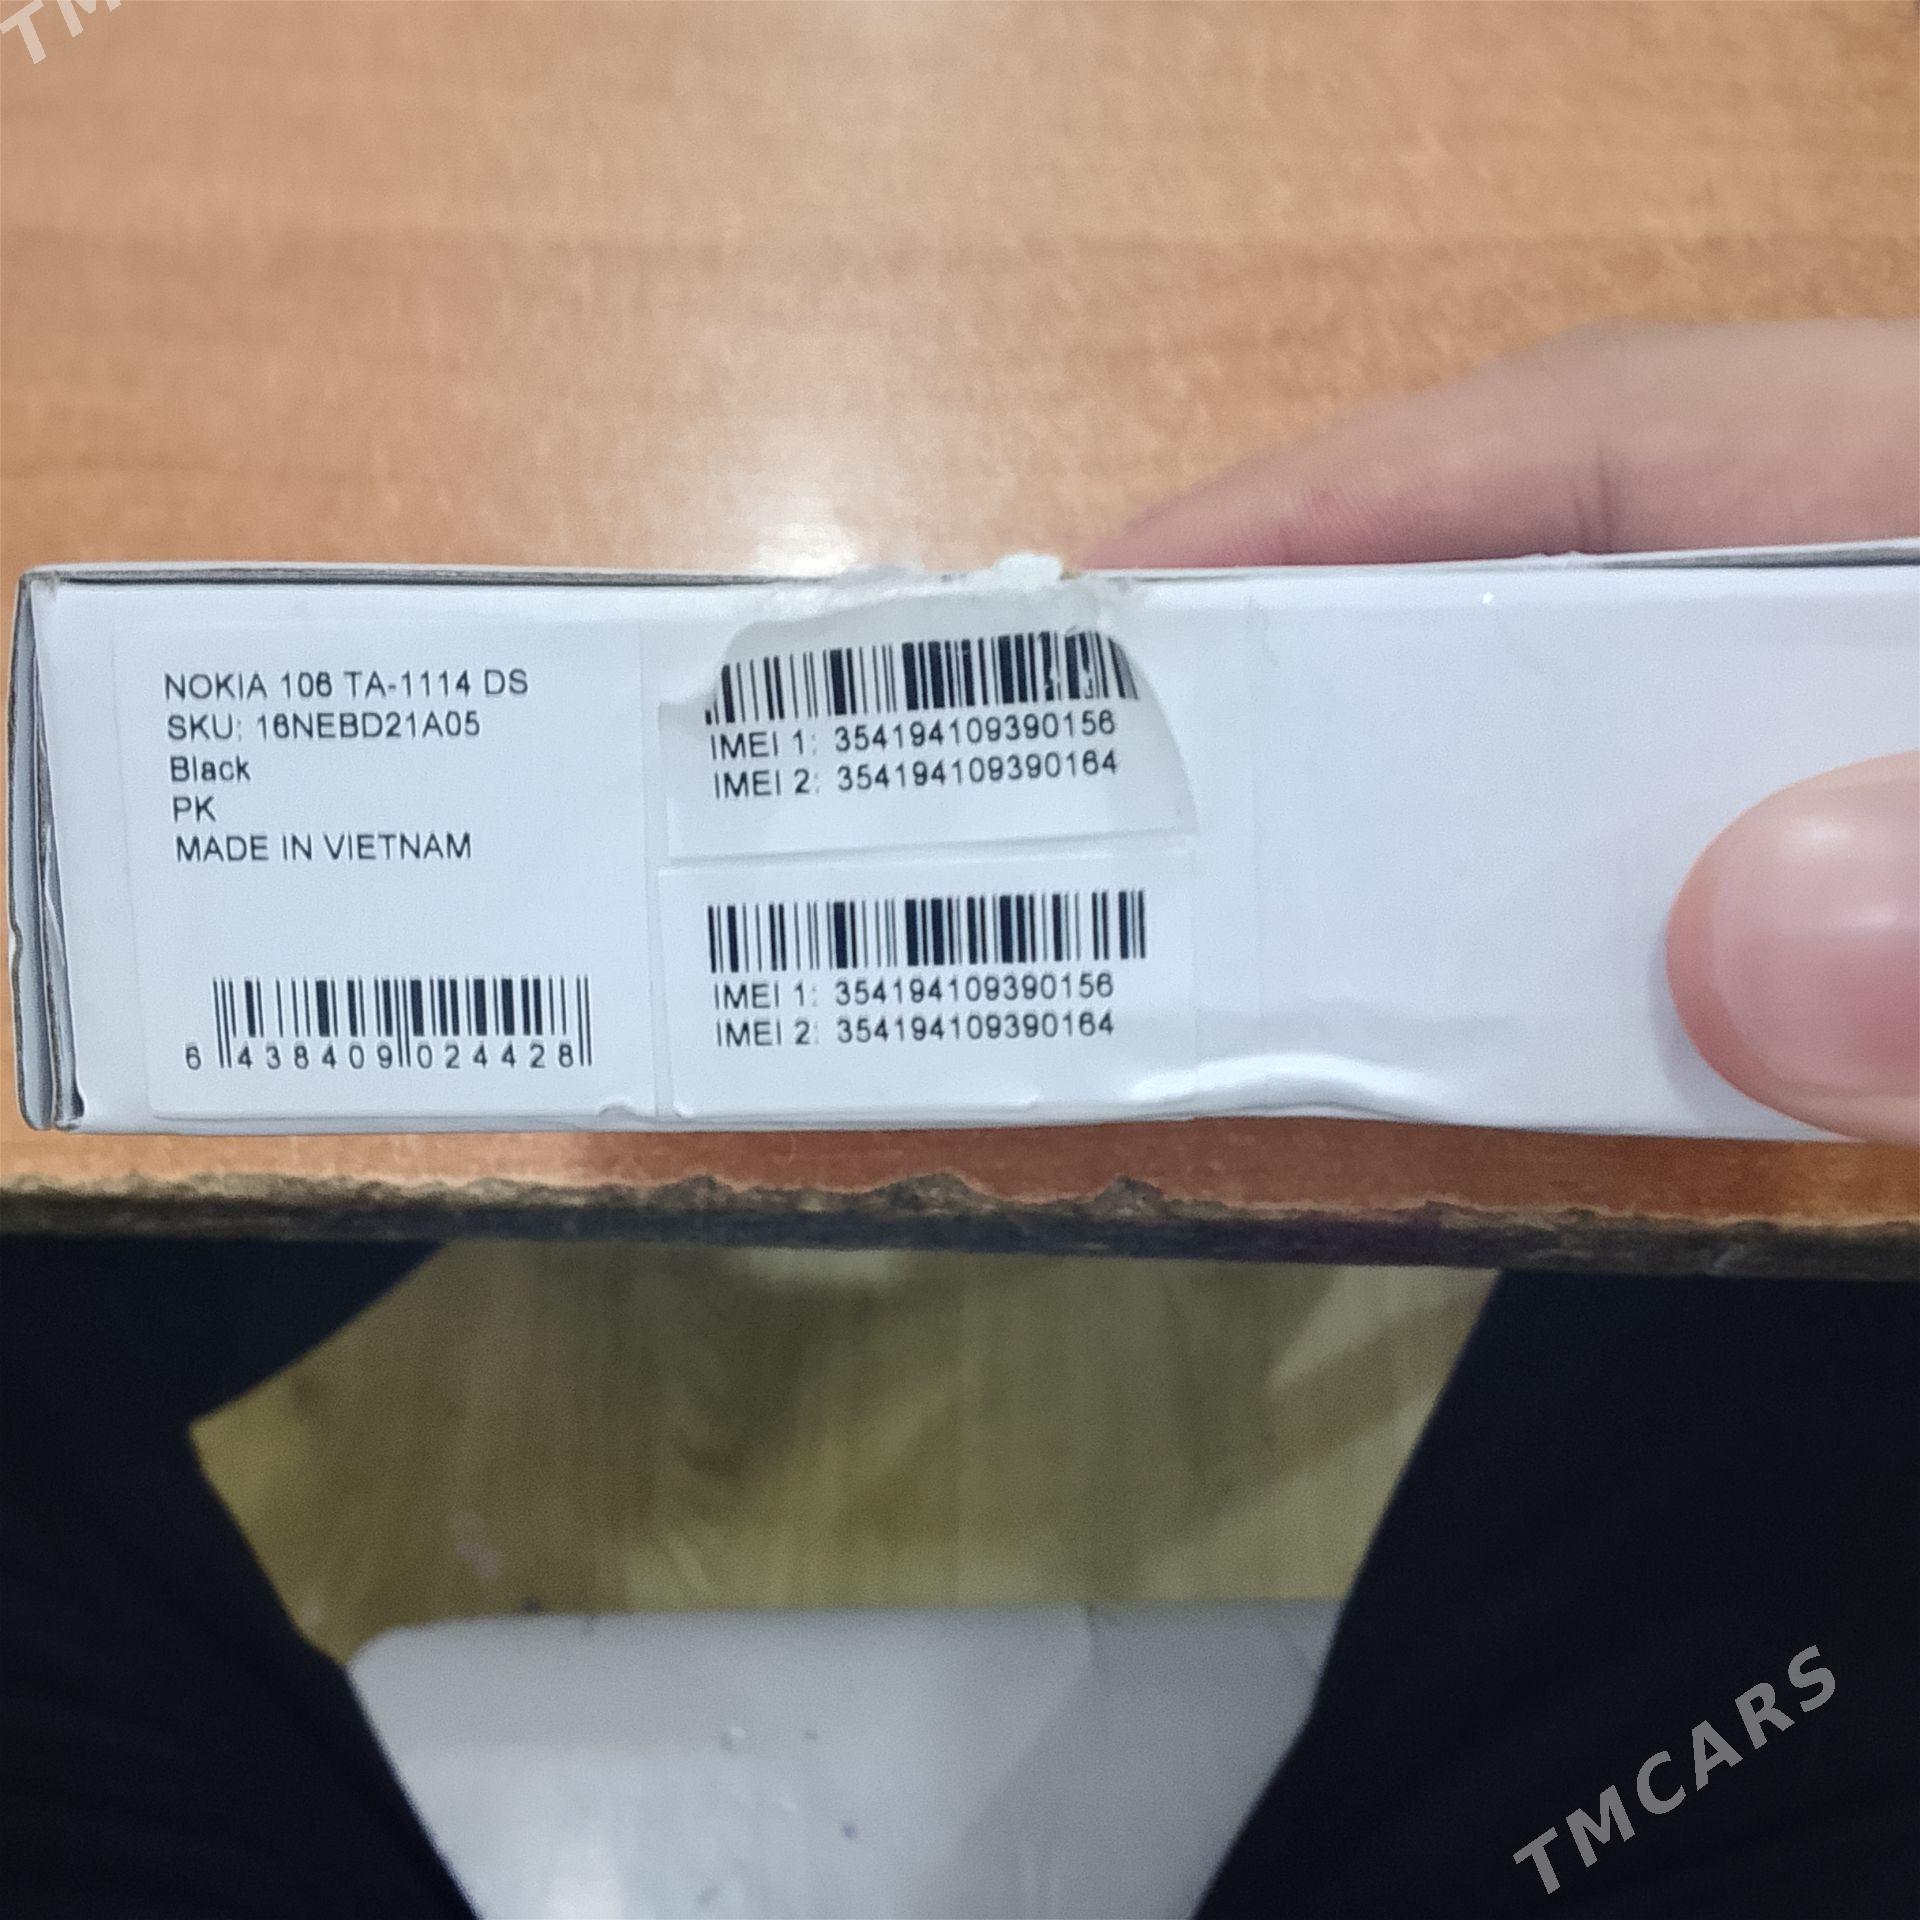 NOKIA 106 TA-1114 DS
SKU: 16NEBD21A05
Black
PK
MADE IN VIETNAM
6 438409 024428
IMEI 1: 354194109390156
IMEI 2: 354194109390164
IMEI 1: 354194109390156
IMEI 2: 354194109390164
TMCARS